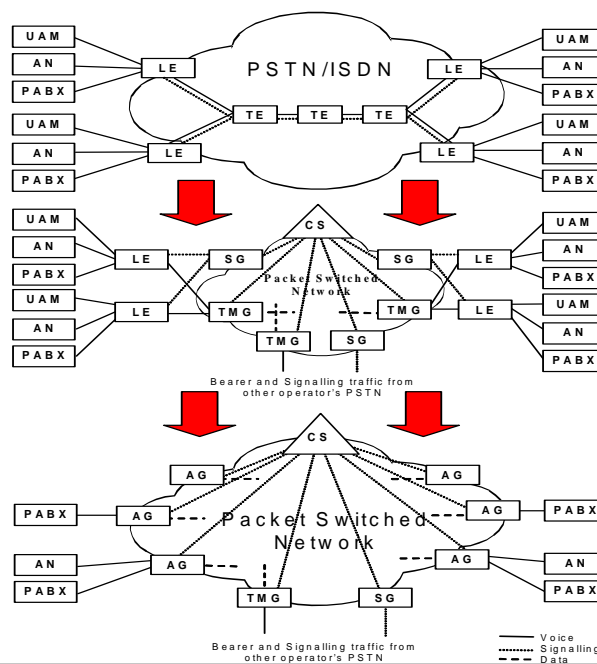 UAM
UAM
AN
LE
PSTN/ISDN
LE
AN
PABX
PABX
TE
TE
TE
UAM
UAM
AN
LE
LE
AN
PABX
PABX
UAM
CS
UAM
AN
LE
SG
SG
LE
AN
PABX
Packet Switched
PABX
Network
UAM
UAM
AN
LE
TMG
TMG
LE
AN
PABX
TMG
SG
PABX
Bearer and Signalling traffic from
other operator's PSTN
CS
AG
AG
PABX
AG
Packet Switched
AG
PABX
Network
AN
AG
AG
AN
PABX
TMG
SG
PABX
Bearer and Signalling traffic from
other operator's PSTN
Voice
Signalling
Data